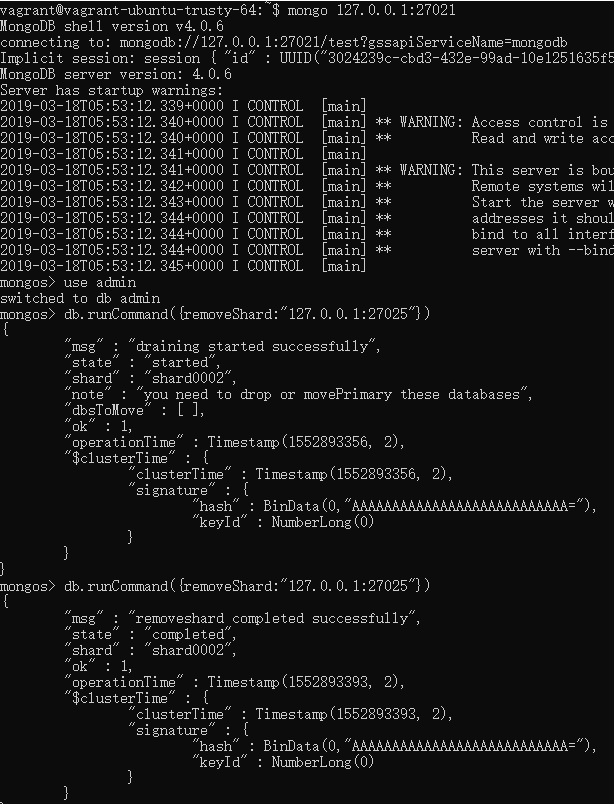 vagrant@vagrant-ubuntu-trusty-64:~$ mongo 127.0.0.1:27021
MongoDB shell version v4.0.6
connecting to: mongodb://127.0.0.1:27021/test?gssapiServiceName=mongodb
Implicit session: session { "id" : UUID("3024239c-cbd3-432e-99ad-10e1251635f5
MongoDB server version: 4.0.6
Server has startup warnings:
2019-03-18T05:53:12.339+0000 I CONTROL  [main]
2019-03-18T05:53:12.340+0000 I CONTROL  [main] ** WARNING: Access control is
2019-03-18T05:53:12.340+0000 I CONTROL  [main] **          Read and write acc
2019-03-18T05:53:12.341+0000 I CONTROL  [main]
2019-03-18T05:53:12.341+0000 I CONTROL  [main] ** WARNING: This server is bou
2019-03-18T05:53:12.342+0000 I CONTROL  [main] **          Remote systems wil
2019-03-18T05:53:12.343+0000 I CONTROL  [main] **          Start the server w
2019-03-18T05:53:12.344+0000 I CONTROL  [main] **          addresses it shoul
2019-03-18T05:53:12.344+0000 I CONTROL  [main] **          bind to all interf
2019-03-18T05:53:12.344+0000 I CONTROL  [main] **          server with --bind
2019-03-18T05:53:12.345+0000 I CONTROL  [main]
mongos> use admin
switched to db admin
mongos> db.runCommand({removeShard:"127.0.0.1:27025"})
{
        "msg" : "draining started successfully",
        "state" : "started",
        "shard" : "shard0002",
        "note" : "you need to drop or movePrimary these databases",
        "dbsToMove" : [ ],
        "ok" : 1,
        "operationTime" : Timestamp(1552893356, 2),
        "$clusterTime" : {
                "clusterTime" : Timestamp(1552893356, 2),
                "signature" : {
                        "hash" : BinData(0,"AAAAAAAAAAAAAAAAAAAAAAAAAAA="),
                        "keyId" : NumberLong(0)
                }
        }
}
mongos> db.runCommand({removeShard:"127.0.0.1:27025"})
{
        "msg" : "removeshard completed successfully",
        "state" : "completed",
        "shard" : "shard0002",
        "ok" : 1,
        "operationTime" : Timestamp(1552893393, 2),
        "$clusterTime" : {
                "clusterTime" : Timestamp(1552893393, 2),
                "signature" : {
                        "hash" : BinData(0,"AAAAAAAAAAAAAAAAAAAAAAAAAAA="),
                        "keyId" : NumberLong(0)
                }
        }